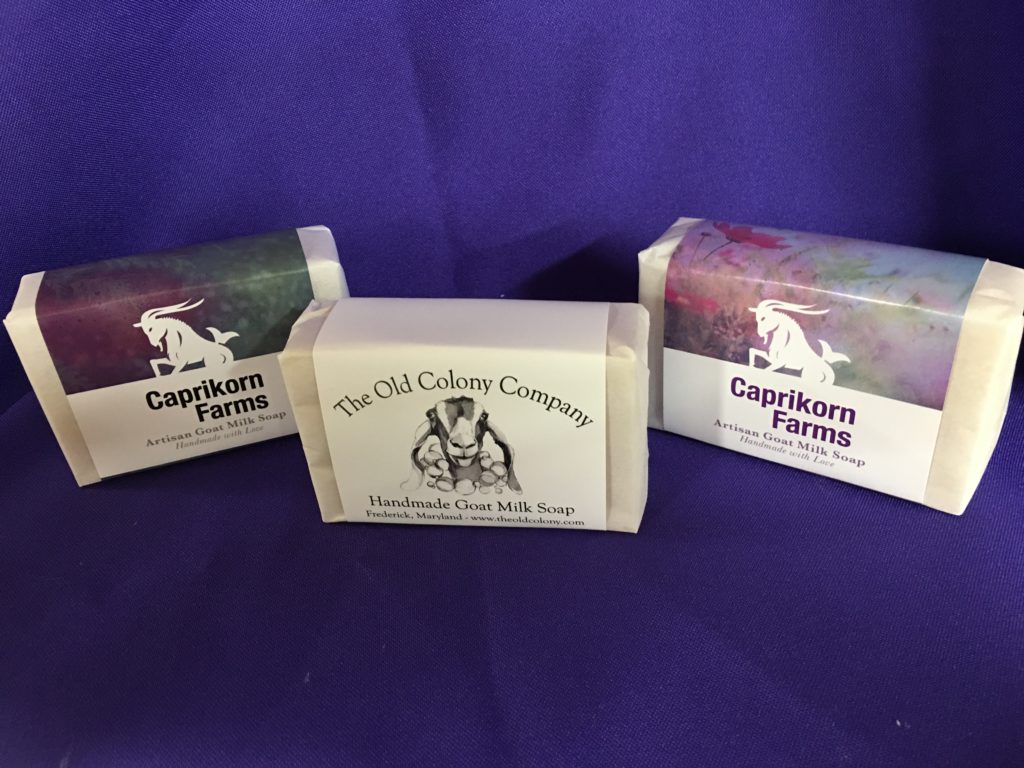 Caprikorn
Farms
Artisan Goat Milk Soap
Handmade with Love
The Old Colony Company
Handmade Goat Milk Soap
Frederick, Maryland - www.theoldcolony.com
Caprikorn
Farms
Artisan Goat Milk Soap
Handmade with Love